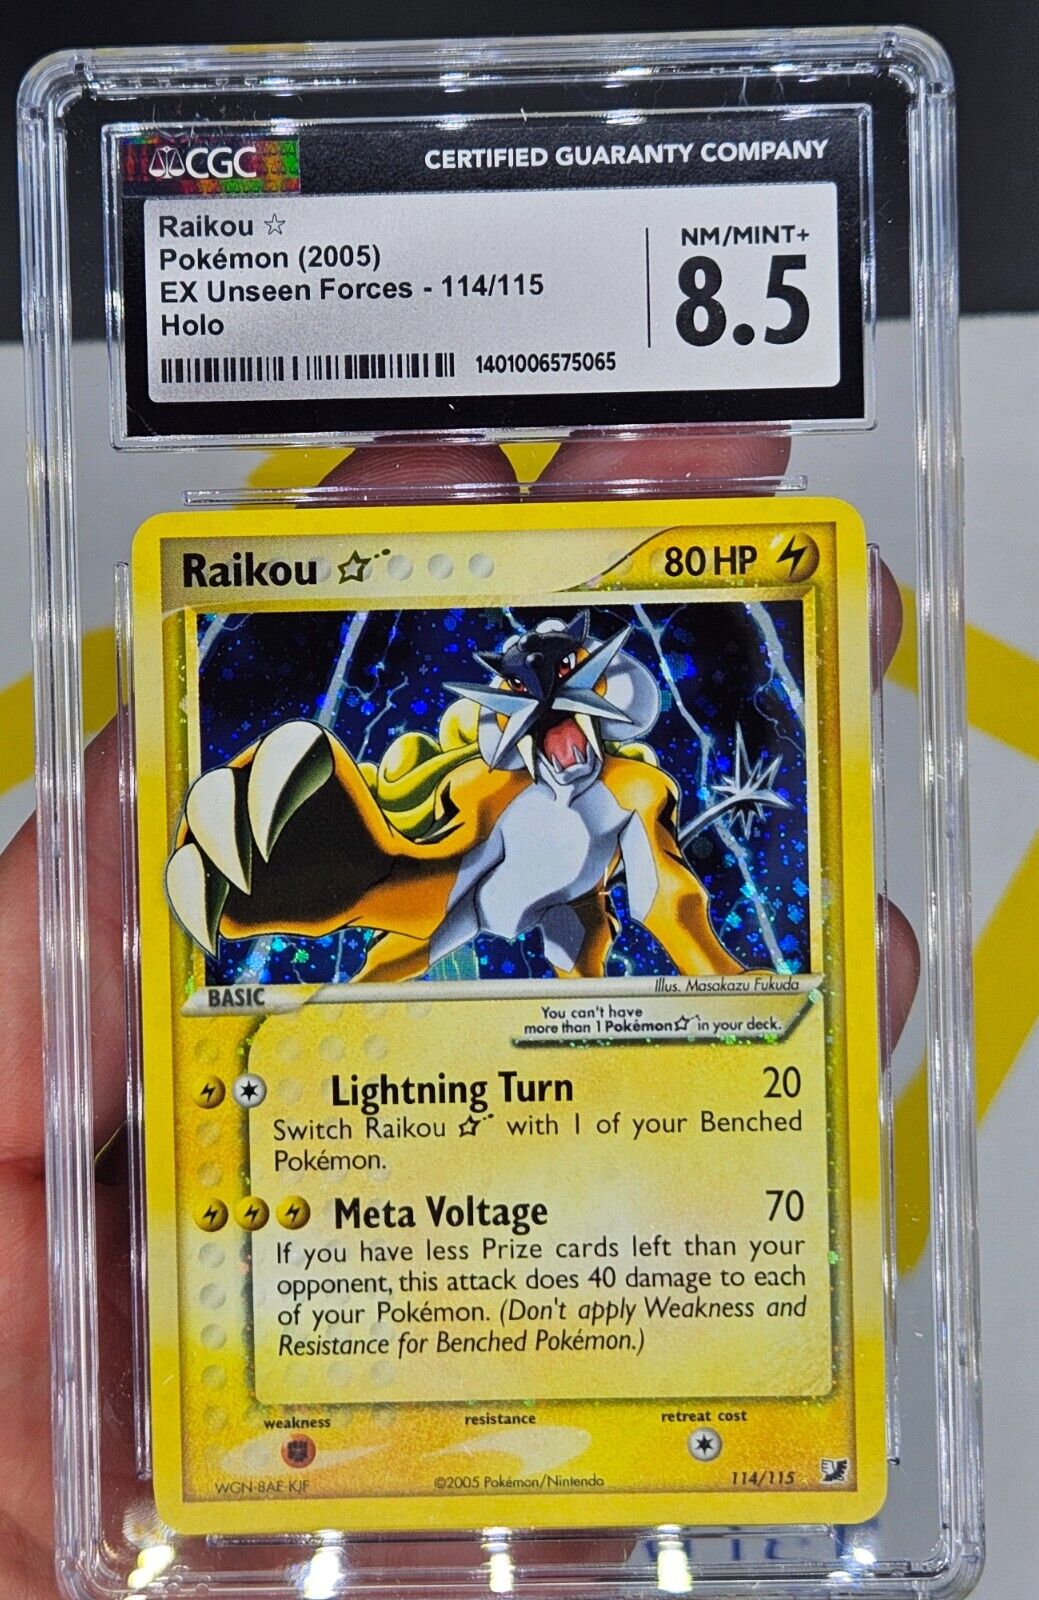 CGC
CERTIFIED GUARANTY COMPANY
Raikou ☆
Pokémon (2005)
EX Unseen Forces - 114/115
Holo
1401006575065
NM/MINT+
8.5
Raikou ☆
80 HP
Illus. Masakazu Fukuda
BASIC
You can't have
more than 1 Pokémon ☆ in your deck.
Lightning Turn 20
Switch Raikou ☆ with 1 of your Benched
Pokémon.
Meta Voltage 70
If you have less Prize cards left than your
opponent, this attack does 40 damage to each
of your Pokémon. (Don't apply Weakness and
Resistance for Benched Pokémon.)
weakness resistance retreat cost
WGN-8AE-KJF ©2005 Pokémon/Nintendo 114/115